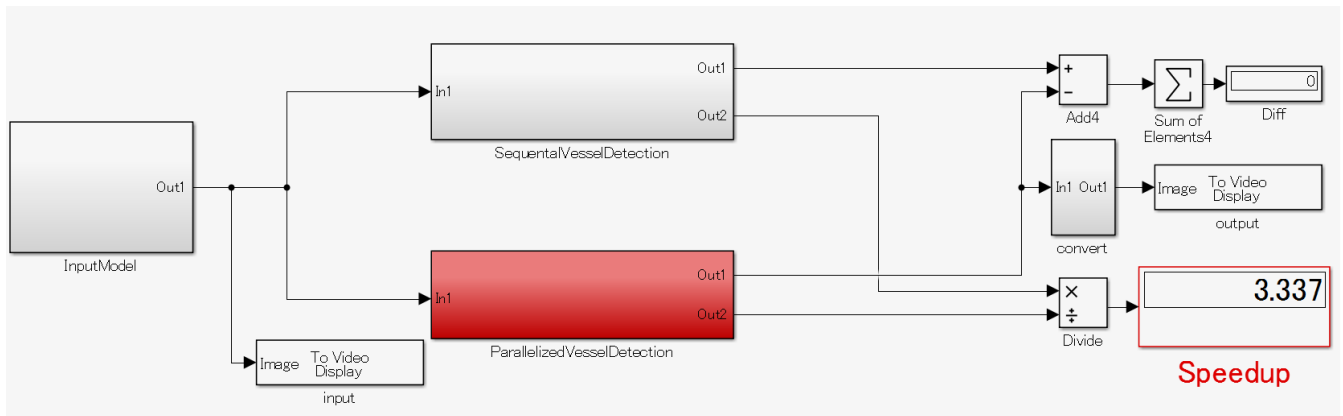 Out1
InputModel
In1
Out1
Out2
SequentalVesselDetection
In1
Out1
Out2
ParallelizedVesselDetection
Image
To Video
Display
input
+
−
Add4
Sum of
Elements4
0
Diff
In1 Out1
convert
Image
To Video
Display
output
×
÷
Divide
3.337
Speedup